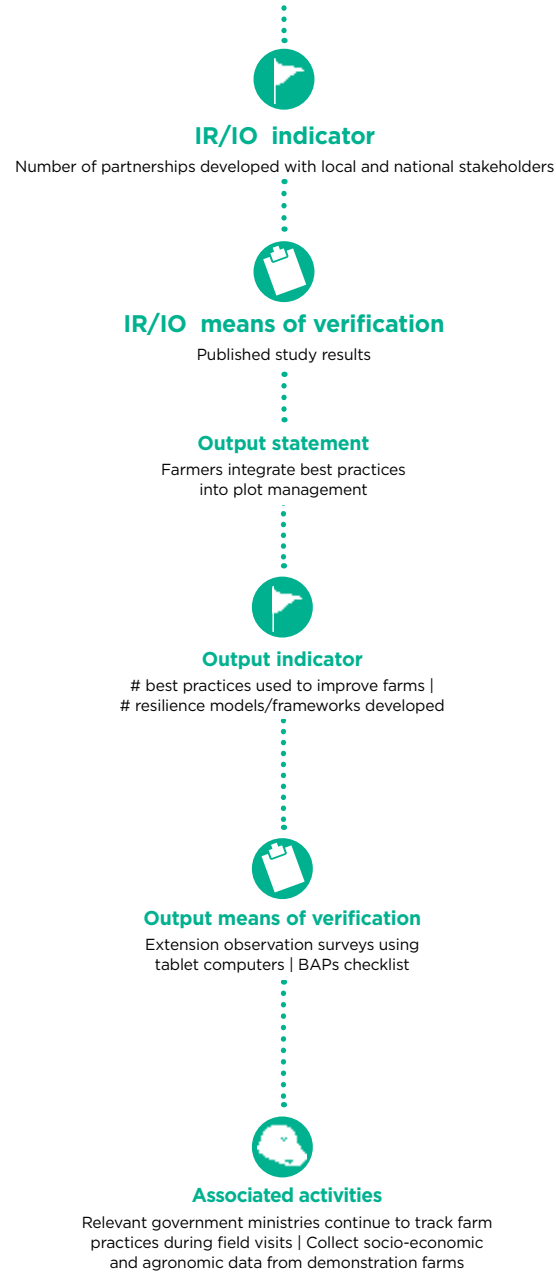 IR/IO indicator
Number of partnerships developed with local and national stakeholders
IR/IO means of verification
Published study results
Output statement
Farmers integrate best practices
into plot management
Output indicator
# best practices used to improve farms |
# resilience models/frameworks developed
Output means of verification
Extension observation surveys using
tablet computers | BAPs checklist
Associated activities
Relevant government ministries continue to track farm
practices during field visits | Collect socio-economic
and agronomic data from demonstration farms